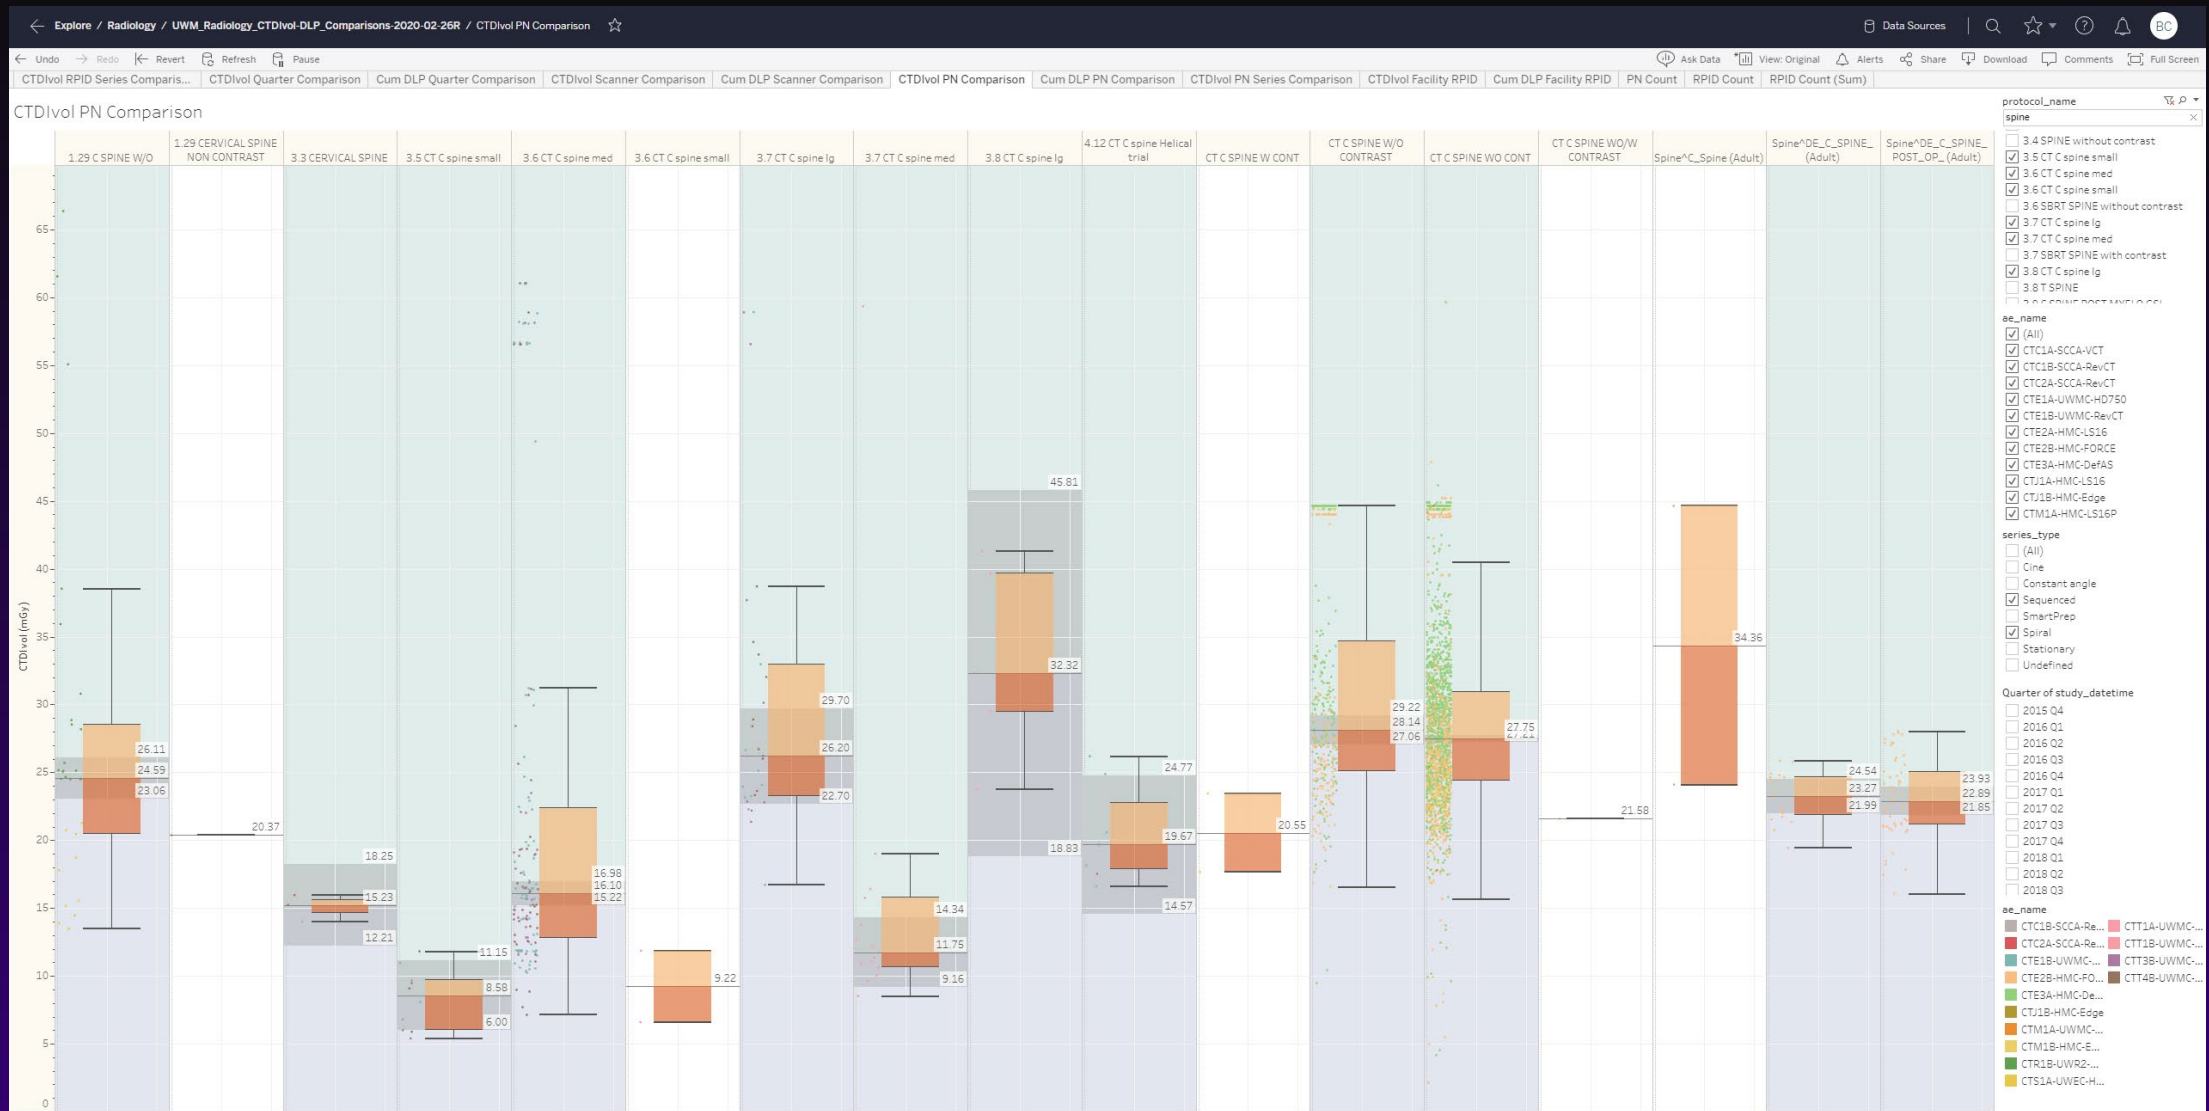 Explore / Radiology / UWM_Radiology_CTDIvol-DLP_Comparisons-2020-02-26R / CTDIvol PN Comparison
Data Sources
BC
Undo Redo Revert Refresh Pause
Ask Data View: Original Alerts Share Download Comments Full Screen
CTDIvol RPID Series Comparis... CTDIvol Quarter Comparison Cum DLP Quarter Comparison CTDIvol Scanner Comparison Cum DLP Scanner Comparison CTDIvol PN Comparison Cum DLP PN Comparison CTDIvol PN Series Comparison CTDIvol Facility RPID Cum DLP Facility RPID PN Count RPID Count RPID Count (Sum)
CTDIvol PN Comparison
1.29 C SPINE W/O
1.29 CERVICAL SPINE
NON CONTRAST
3.3 CERVICAL SPINE
3.5 CT C spine small
3.6 CT C spine med
3.6 CT C spine small
3.7 CT C spine lg
3.7 CT C spine med
3.8 CT C spine lg
4.12 CT C spine Helical
trial
CT C SPINE W CONT
CT C SPINE W/O
CONTRAST
CT C SPINE WO CONT
CT C SPINE WO/W
CONTRAST
Spine^C_Spine (Adult)
Spine^DE_C_SPINE_
(Adult)
Spine^DE_C_SPINE_
POST_OP_ (Adult)
CTDIvol (mGy)
65
60
55
50
45
40
35
30
25
20
15
10
5
0
26.11
24.59
23.06
20.37
18.25
15.23
12.21
11.15
8.58
6.00
16.98
16.10
15.22
9.22
29.70
26.20
22.70
14.34
11.75
9.16
45.81
32.32
18.83
24.77
19.67
14.57
20.55
29.22
28.14
27.06
27.75
21.58
34.36
24.54
23.27
21.99
23.93
22.89
21.85
protocol_name
spine
3.4 SPINE without contrast
3.5 CT C spine small
3.6 CT C spine med
3.6 CT C spine small
3.6 SBRT SPINE without contrast
3.7 CT C spine lg
3.7 CT C spine med
3.7 SBRT SPINE with contrast
3.8 CT C spine lg
3.8 T SPINE
ae_name
(All)
CTC1A-SCCA-VCT
CTC1B-SCCA-RevCT
CTC2A-SCCA-RevCT
CTE1A-UWMC-HD750
CTE1B-UWMC-RevCT
CTE2A-HMC-LS16
CTE2B-HMC-FORCE
CTE3A-HMC-DefAS
CTJ1A-HMC-LS16
CTJ1B-HMC-Edge
CTM1A-HMC-LS16P
series_type
(All)
Cine
Constant angle
Sequenced
SmartPrep
Spiral
Stationary
Undefined
Quarter of study_datetime
2015 Q4
2016 Q1
2016 Q2
2016 Q3
2016 Q4
2017 Q1
2017 Q2
2017 Q3
2017 Q4
2018 Q1
2018 Q2
2018 Q3
ae_name
CTC1B-SCCA-Re... CTT1A-UWMC-...
CTC2A-SCCA-Re... CTT1B-UWMC-...
CTE1B-UWMC-... CTT3B-UWMC-...
CTE2B-HMC-FO... CTT4B-UWMC-...
CTE3A-HMC-De...
CTJ1B-HMC-Edge
CTM1A-UWMC-...
CTM1B-HMC-E...
CTR1B-UWR2-...
CTS1A-UWEC-H...